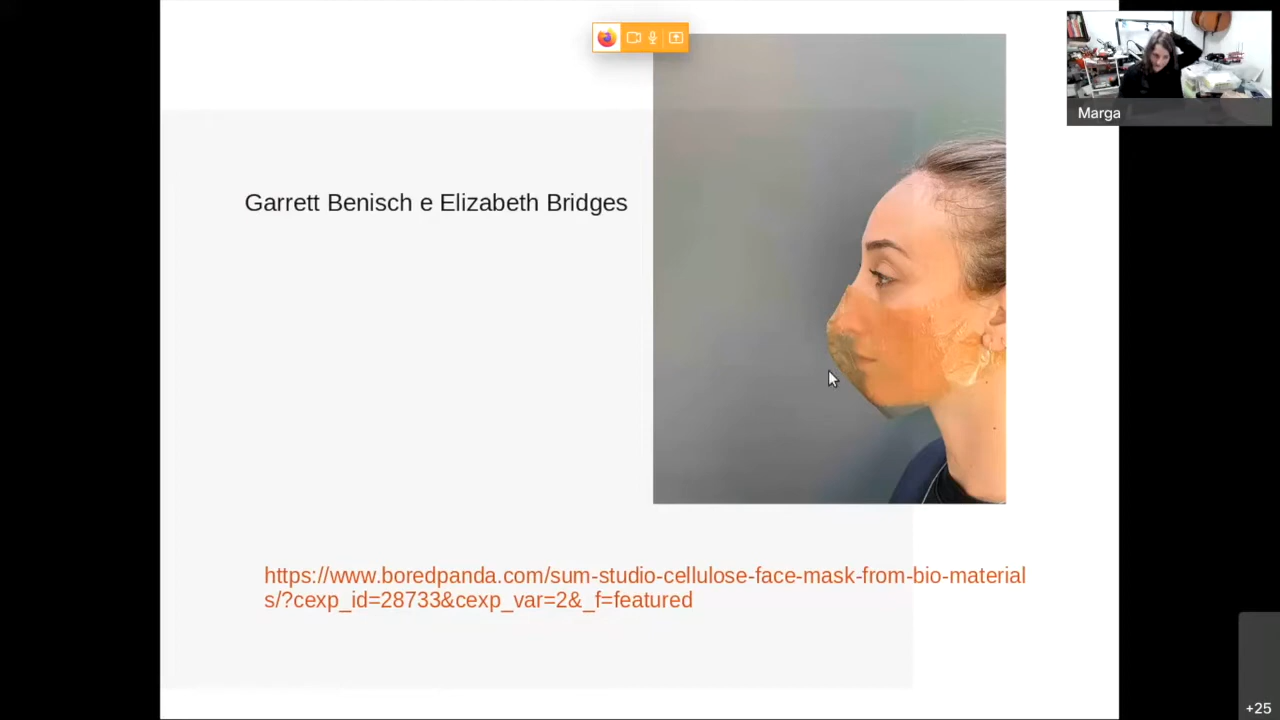 Marga
Garrett Benisch e Elizabeth Bridges
https://www.boredpanda.com/sum-studio-cellulose-face-mask-from-bio-material
s/?cexp_id=28733&cexp_var=2&_f=featured
+25